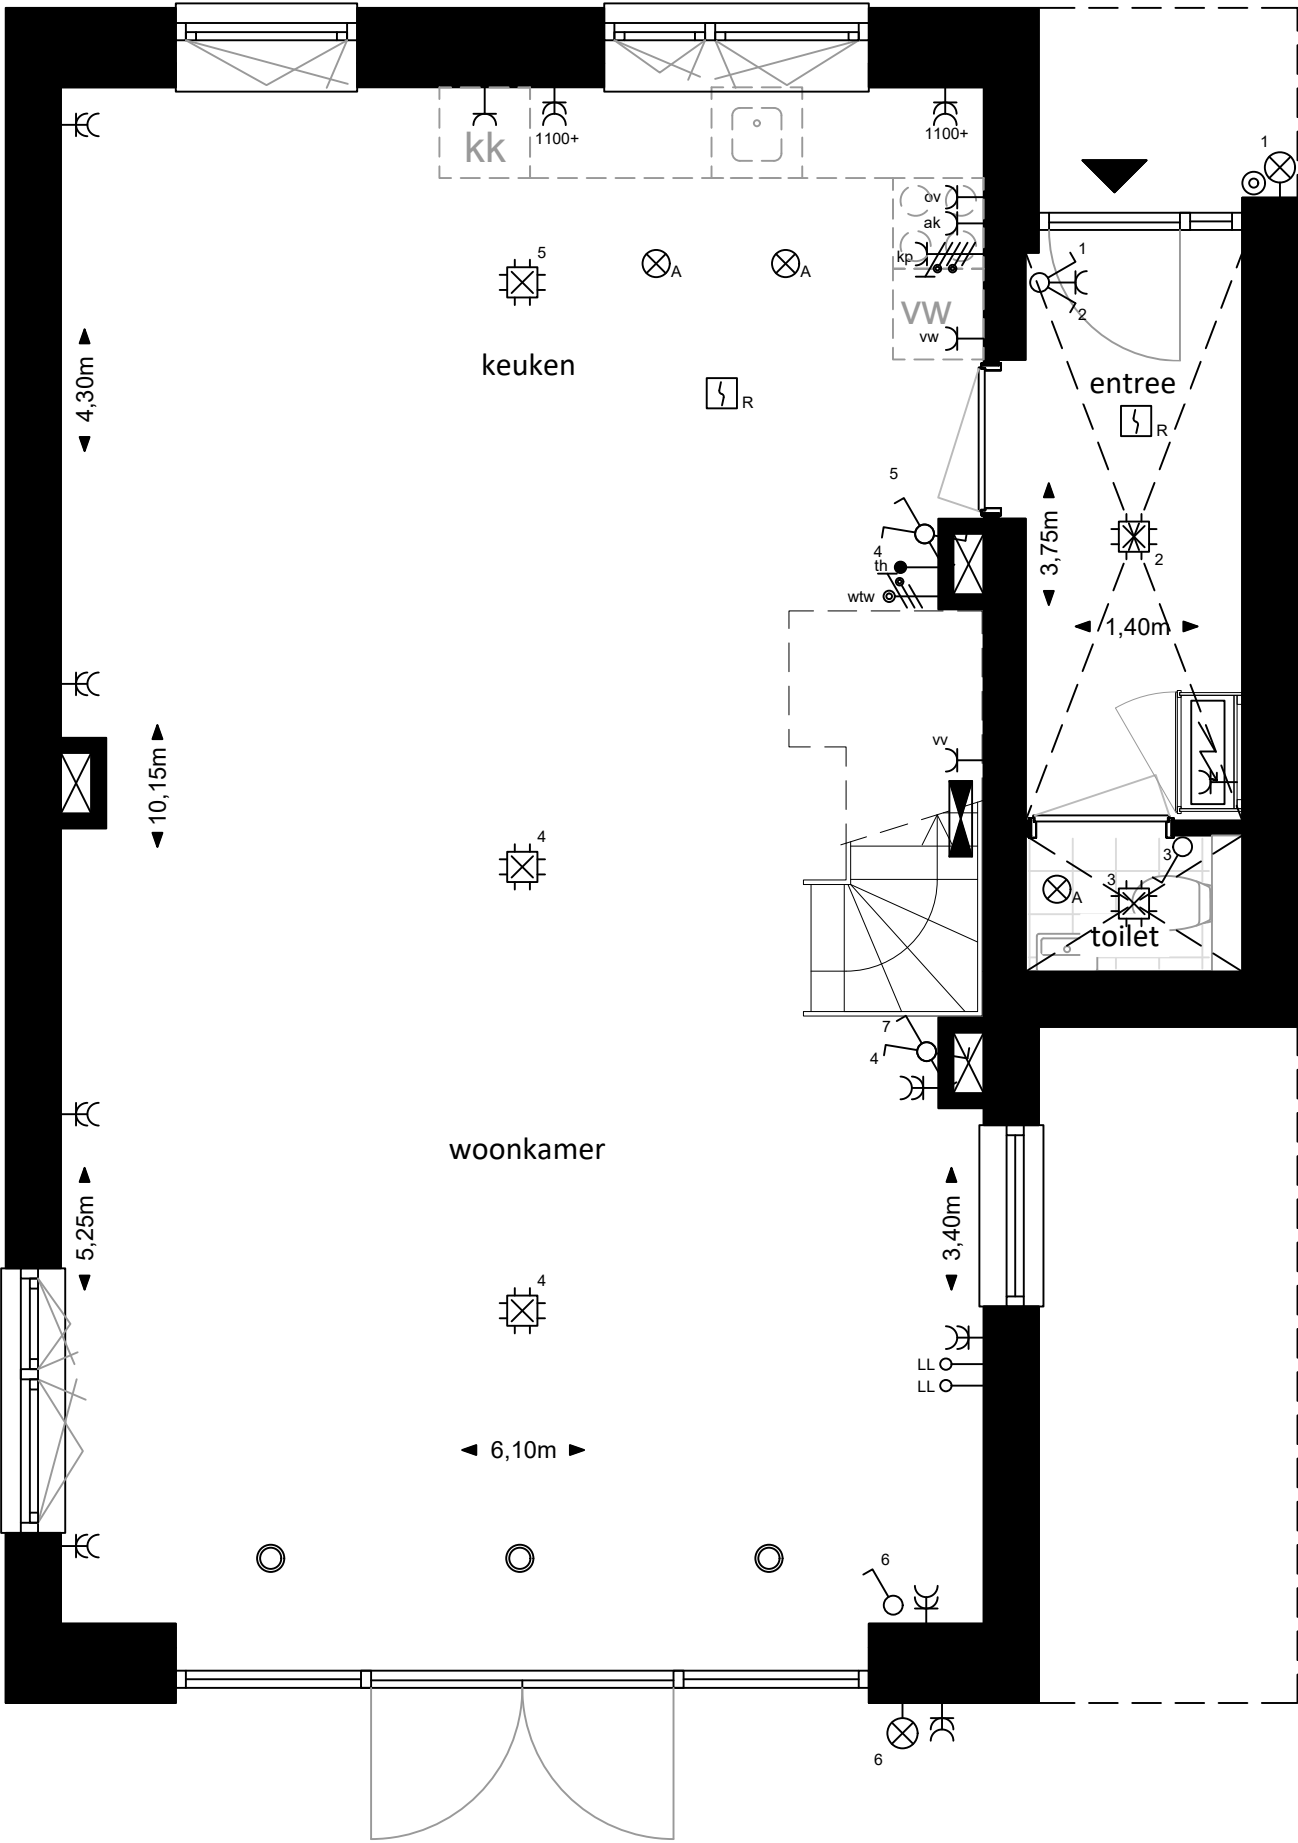 kk
1100+
1100+
1
ov
ak
kp
1
2
5
A
A
vw
vw
keuken
4,30m
R
entree
R
5
3,75m
4
th
wtw
2
1,40m
vv
10,15m
4
3
3
A
toilet
7
4
woonkamer
5,25m
3,40m
4
LL
LL
6,10m
6
6